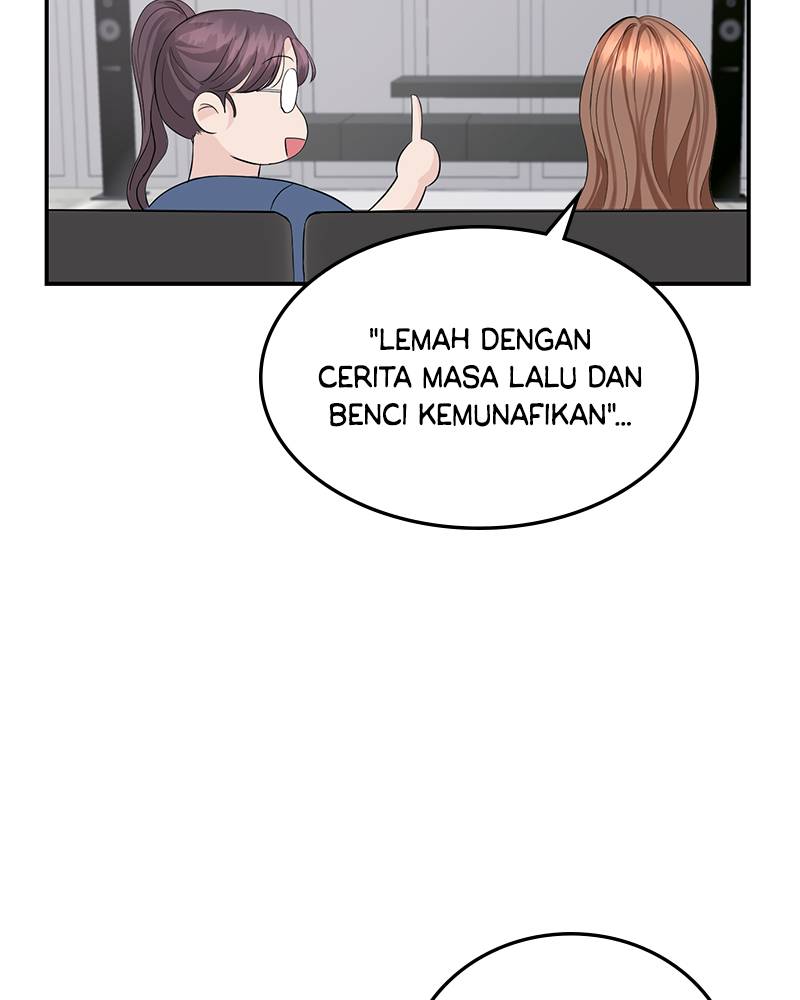 "LEMAH DENGAN
CERITA MASA LALU DAN
BENCI KEMUNAFIKAN"...